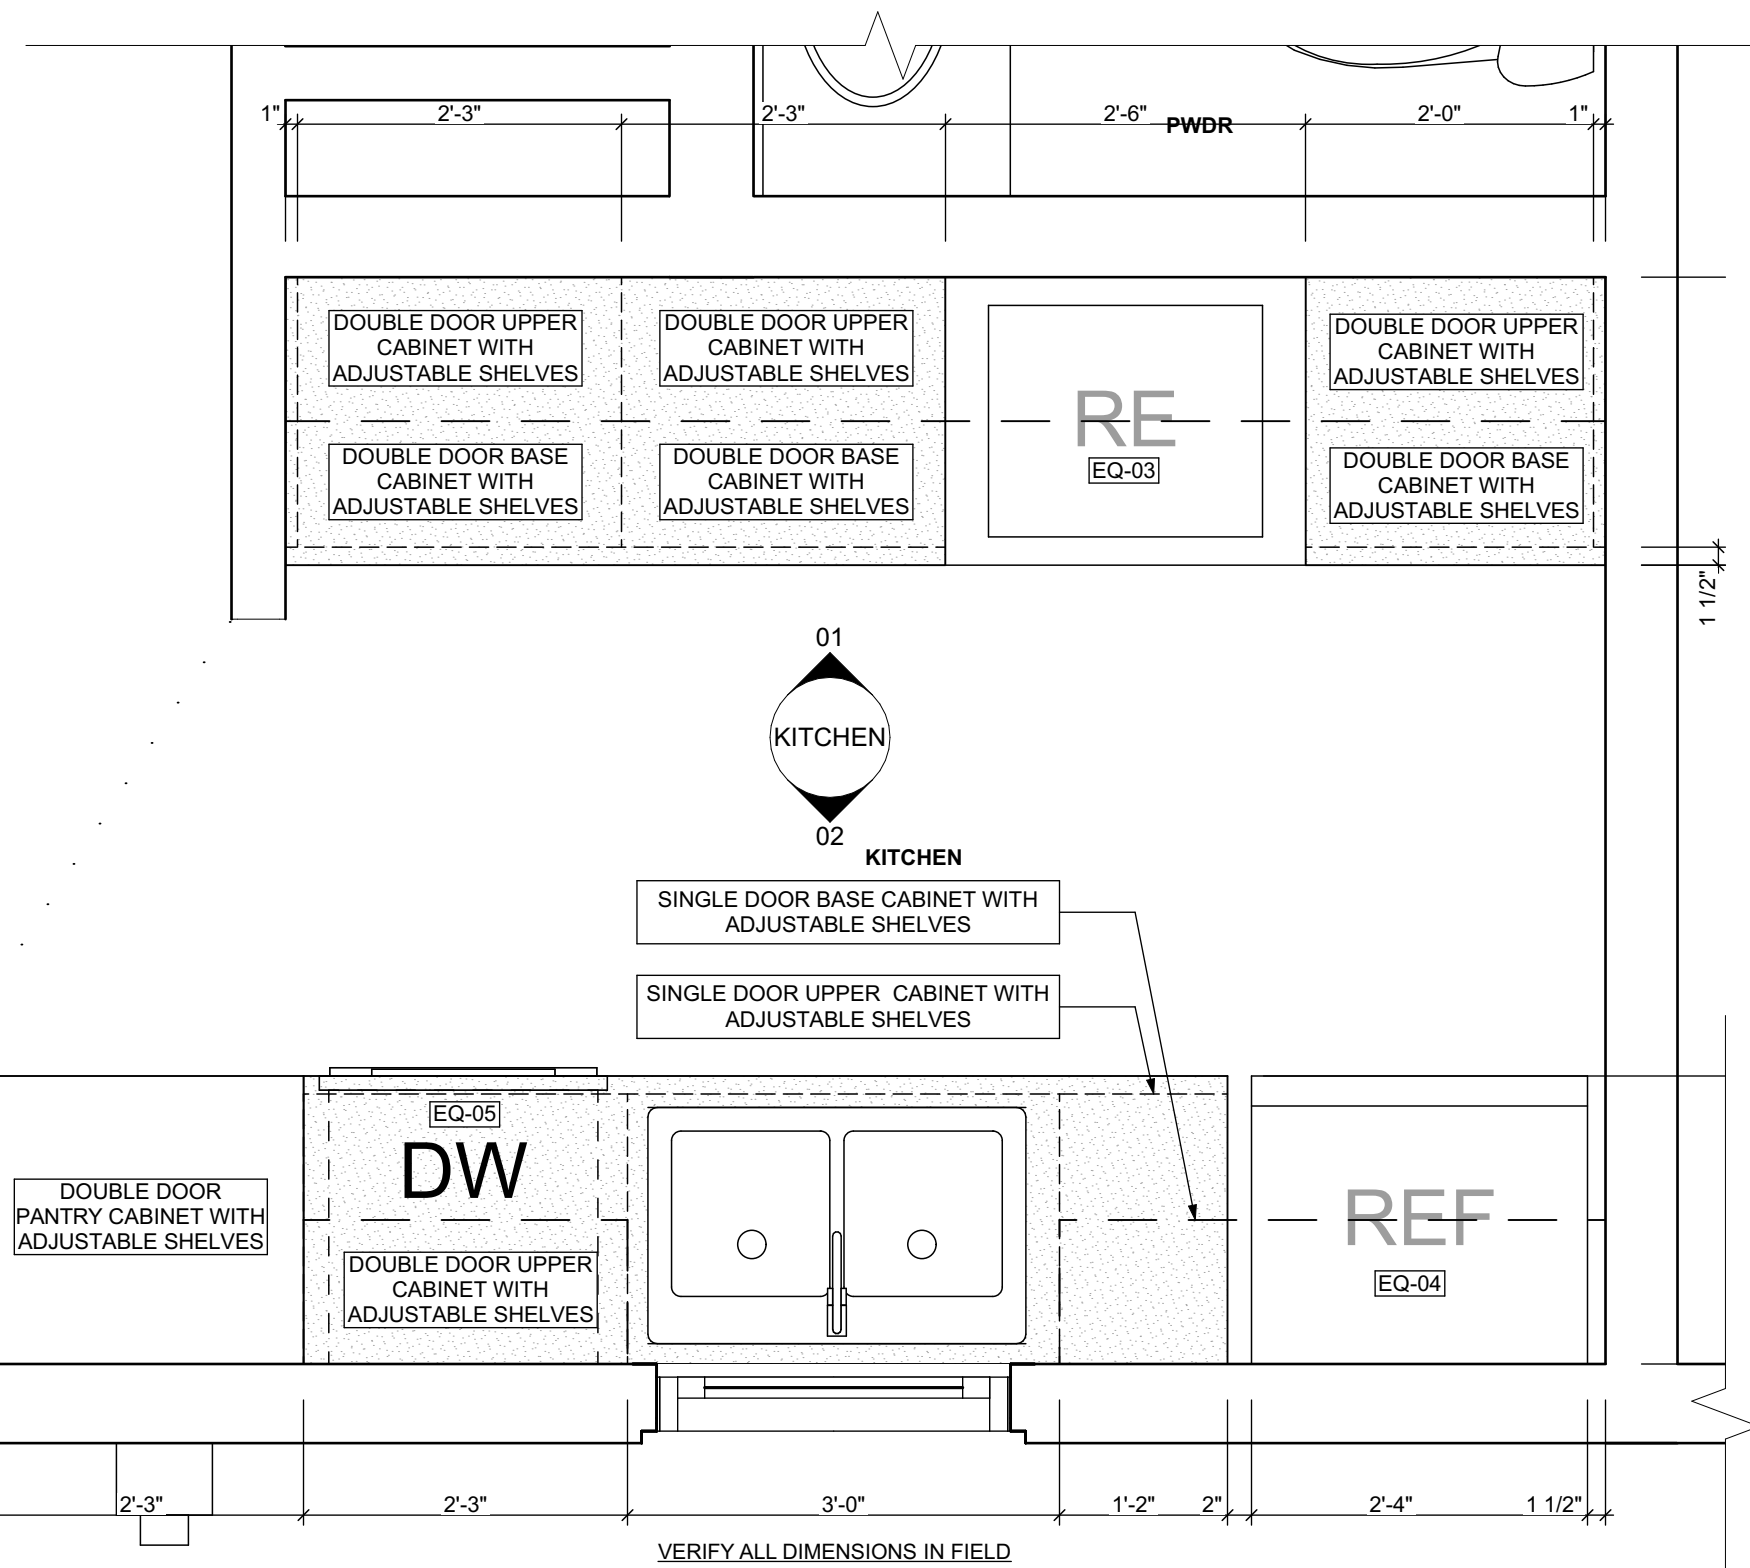 1" 2'-3" 2'-3" 2'-6" 2'-0" 1"
PWDR
DOUBLE DOOR UPPER
CABINET WITH
ADJUSTABLE SHELVES
DOUBLE DOOR UPPER
CABINET WITH
ADJUSTABLE SHELVES
DOUBLE DOOR UPPER
CABINET WITH
ADJUSTABLE SHELVES
RE
EQ-03
DOUBLE DOOR BASE
CABINET WITH
ADJUSTABLE SHELVES
DOUBLE DOOR BASE
CABINET WITH
ADJUSTABLE SHELVES
DOUBLE DOOR BASE
CABINET WITH
ADJUSTABLE SHELVES
1 1/2"
01
KITCHEN
02
KITCHEN
SINGLE DOOR BASE CABINET WITH
ADJUSTABLE SHELVES
SINGLE DOOR UPPER CABINET WITH
ADJUSTABLE SHELVES
EQ-05
DW
DOUBLE DOOR
PANTRY CABINET WITH
ADJUSTABLE SHELVES
DOUBLE DOOR UPPER
CABINET WITH
ADJUSTABLE SHELVES
REF
EQ-04
2'-3" 2'-3" 3'-0" 1'-2" 2" 2'-4" 1 1/2"
VERIFY ALL DIMENSIONS IN FIELD